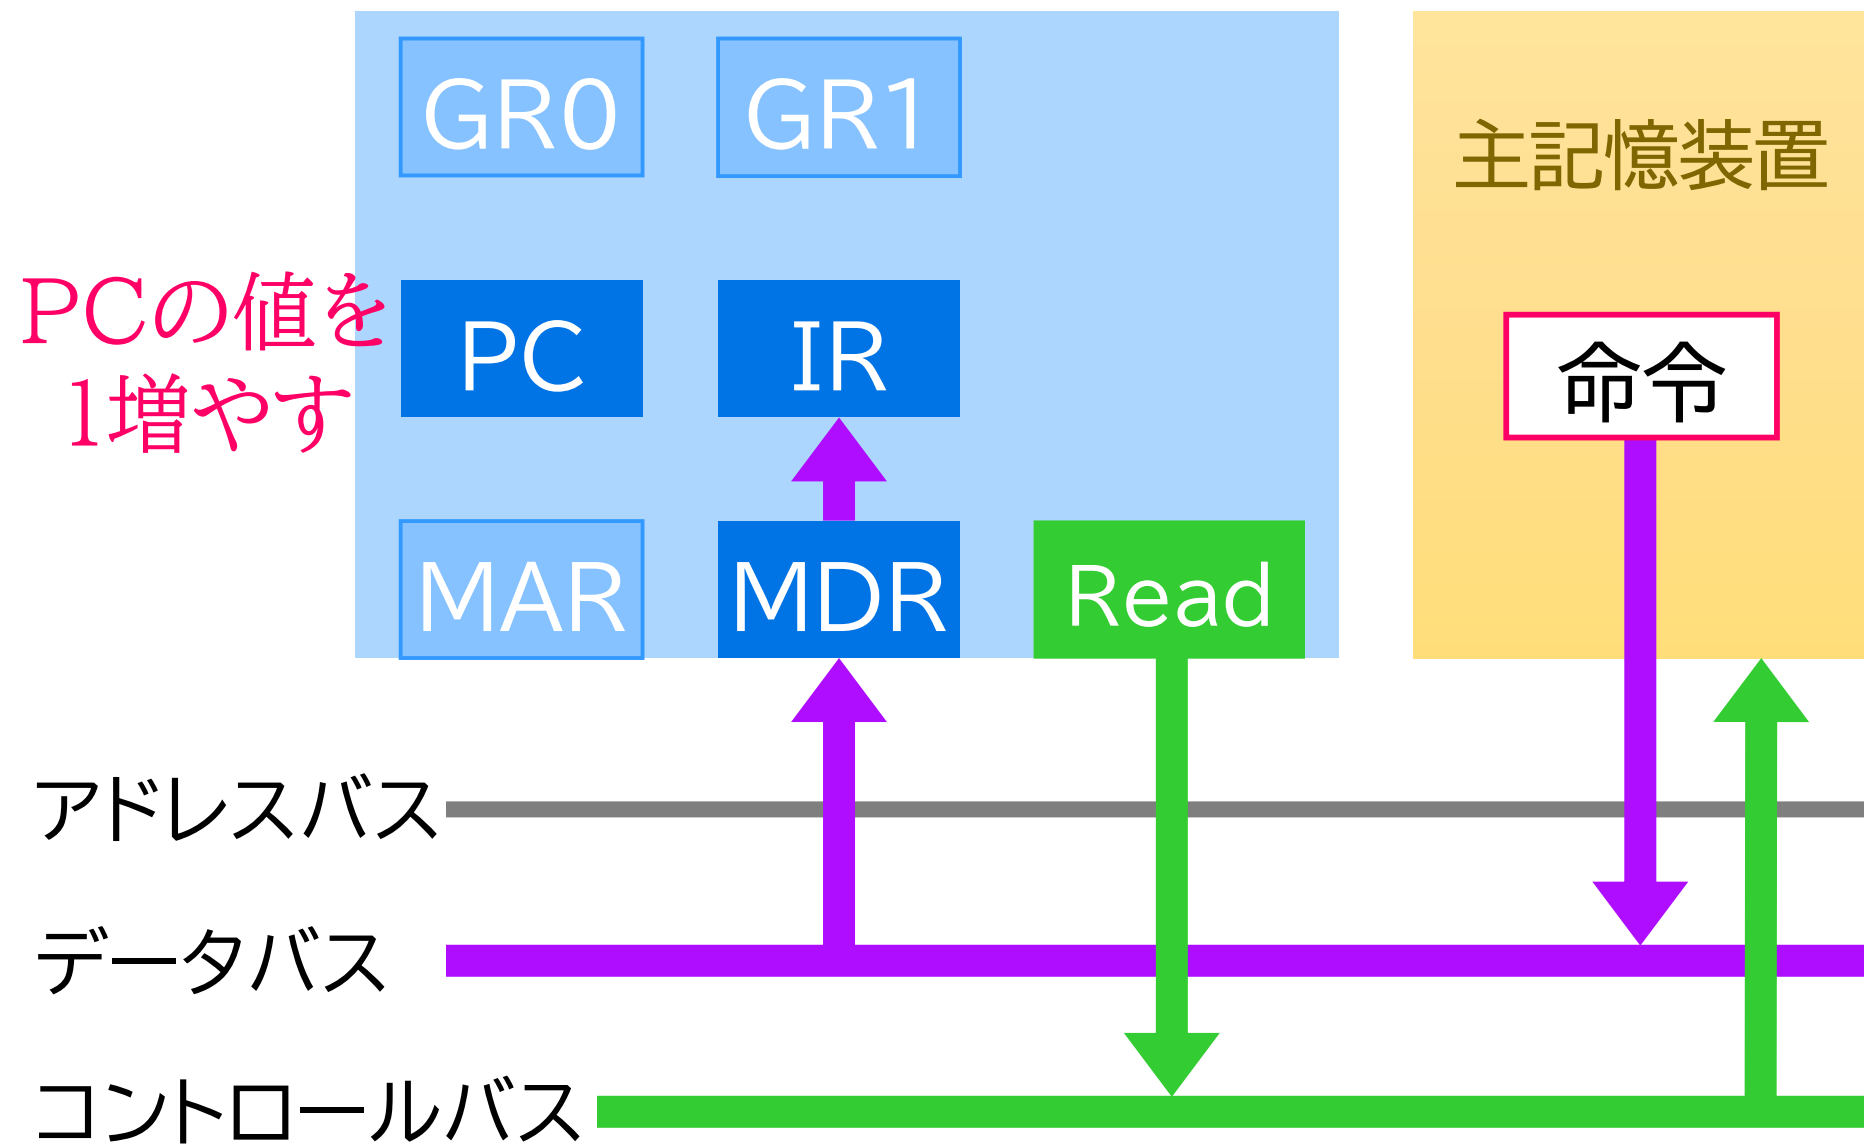 GR0
GR1
主記憶装置
PCの値を
1増やす
PC
IR
命令
MAR
MDR
Read
アドレスバス
データバス
コントロールバス